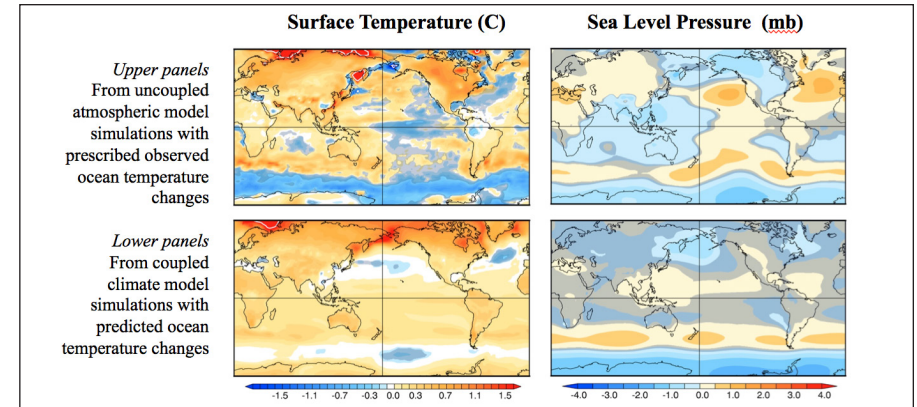 Surface Temperature (C)
Sea Level Pressure (mb)
Upper panels
From uncoupled
atmospheric model
simulations with
prescribed observed
ocean temperature
changes
Lower panels
From coupled
climate model
simulations with
predicted ocean
temperature changes
-1.5 -1.1 -0.7 -0.3 0.0 0.3 0.7 1.1 1.5
-4.0 -3.0 -2.0 -1.0 0.0 1.0 2.0 3.0 4.0